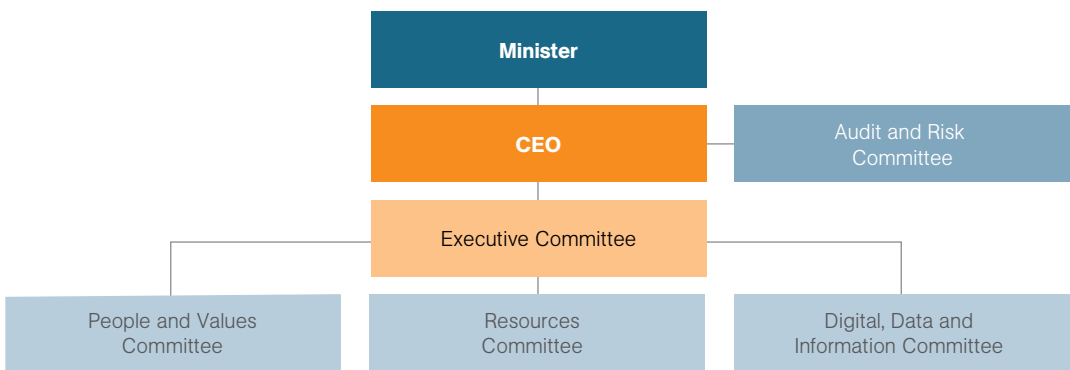 Minister
CEO
Audit and Risk
Committee
Executive Committee
People and Values
Committee
Resources
Committee
Digital, Data and
Information Committee